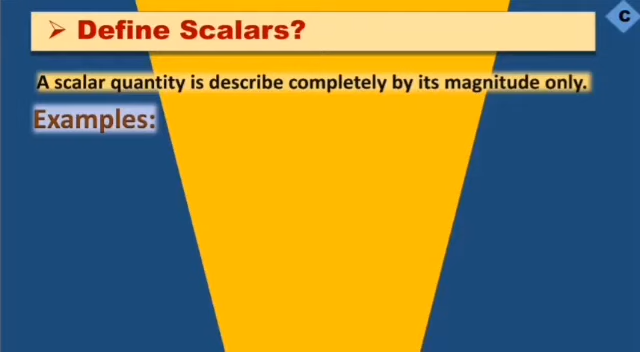 C
➢ Define Scalars?
A scalar quantity is describe completely by its magnitude only.
Examples: